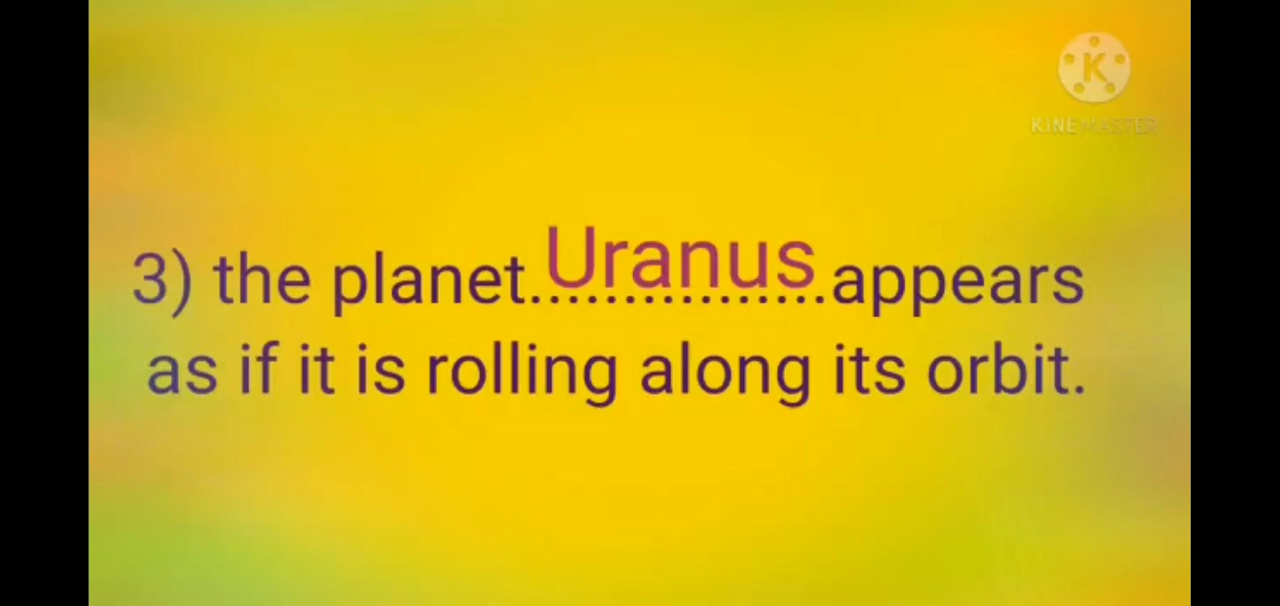 K
KINEMASTER
3) the planet.Uranus.appears
as if it is rolling along its orbit.